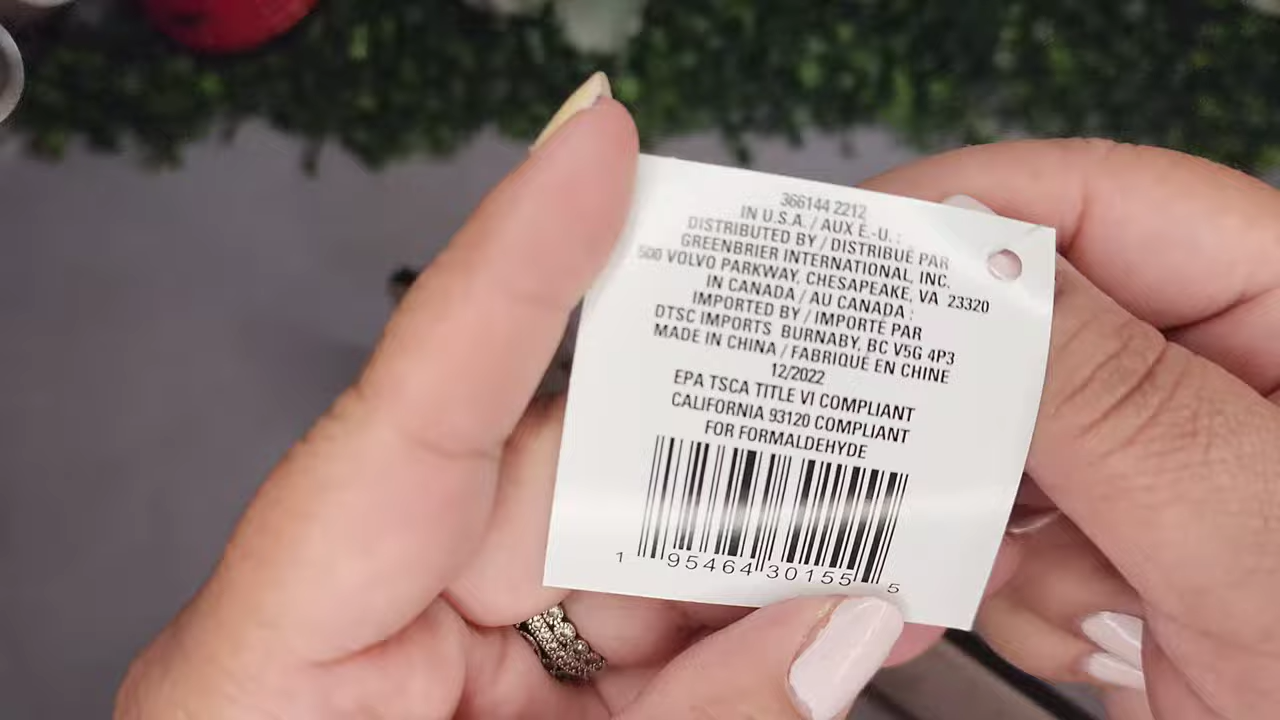 366144 2212
IN U.S.A. / AUX É.-U. :
DISTRIBUTED BY / DISTRIBUÉ PAR
GREENBRIER INTERNATIONAL, INC.
500 VOLVO PARKWAY, CHESAPEAKE, VA 23320
IN CANADA / AU CANADA :
IMPORTED BY / IMPORTÉ PAR
DTSC IMPORTS BURNABY, BC V5G 4P3
MADE IN CHINA / FABRIQUÉ EN CHINE
12/2022
EPA TSCA TITLE VI COMPLIANT
CALIFORNIA 93120 COMPLIANT
FOR FORMALDEHYDE
1 95464 30155 5